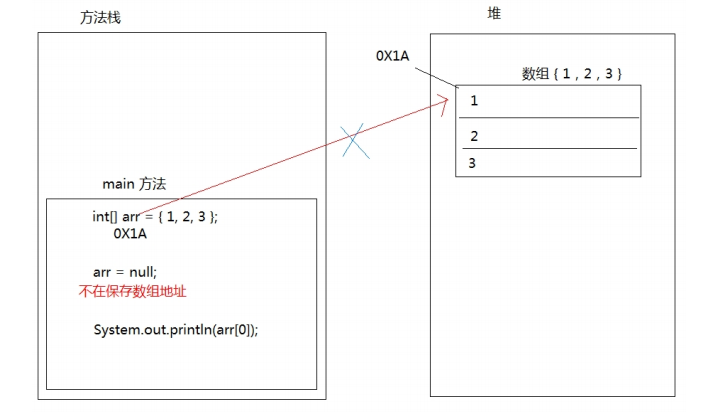 方法栈
main 方法
int[] arr = { 1, 2, 3 };
0X1A
arr = null;
不在保存数组地址
System.out.println(arr[0]);
堆
0X1A
数组 { 1 , 2 , 3 }
1
2
3